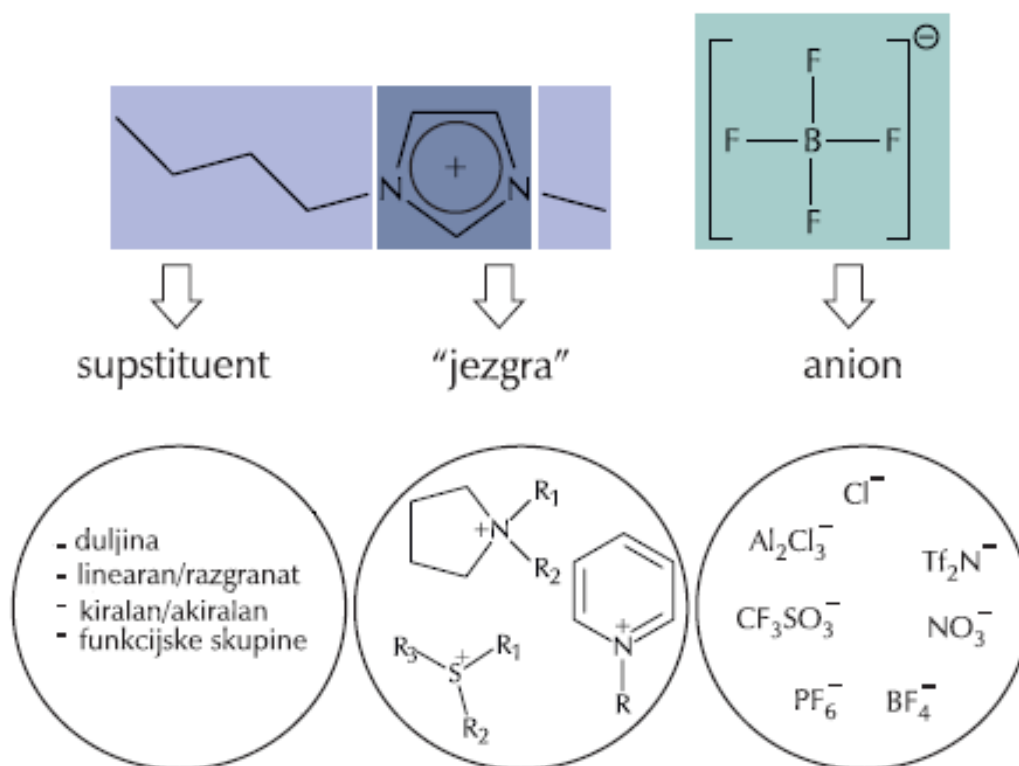 F
F B F
F
N + N
supstituent
“jezgra”
anion
- duljina
- linearan/razgranat
- kiralan/akiralan
- funkcijske skupine
R₁
+N
R₂
R₃ S⁺ R₁
R₂
+
N
R
Cl⁻
Al₂Cl₃⁻
Tf₂N⁻
CF₃SO₃⁻
NO₃⁻
PF₆⁻ BF₄⁻